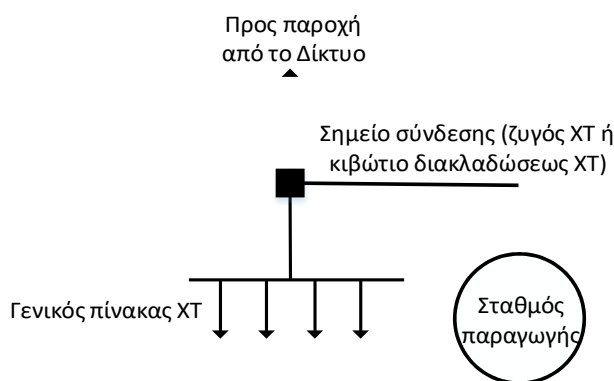 Προς παροχή
από το Δίκτυο
Σημείο σύνδεσης (ζυγός ΧΤ ή
κιβώτιο διακλαδώσεως ΧΤ)
Γενικός πίνακας ΧΤ
Σταθμός
παραγωγής